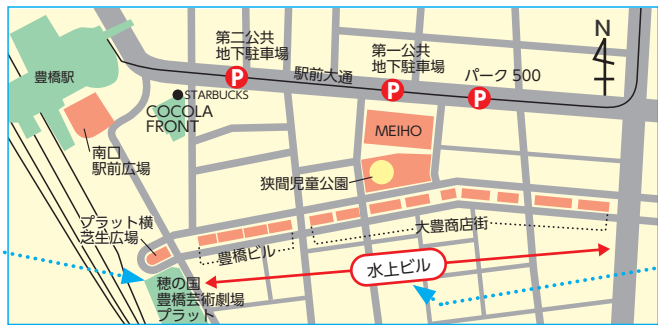 第二公共
地下駐車場
第一公共
地下駐車場
N
豊橋駅
P
駅前大通
P
パーク 500
P
STARBUCKS
COCOLA
FRONT
MEIHO
南口
駅前広場
狭間児童公園
プラット横
芝生広場
豊橋ビル
大豊商店街
水上ビル
穂の国
豊橋芸術劇場
プラット